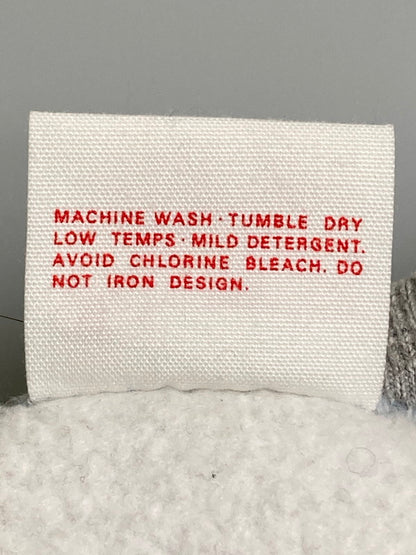 MACHINE WASH · TUMBLE DRY
LOW TEMPS · MILD DETERGENT.
AVOID CHLORINE BLEACH. DO
NOT IRON DESIGN.